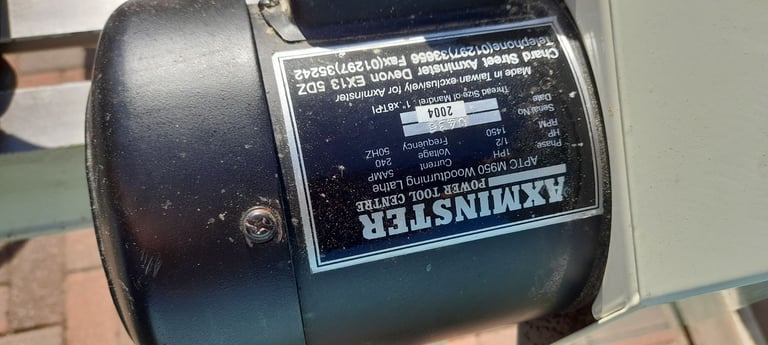 AXMINSTER
POWER TOOL CENTRE
APTC M950 Woodturning Lathe
Phase. 1PH Current 5AMP
HP 1/2 Voltage 240
RPM 1450 Frequency 50HZ
Serial No 0436
Date 2004
Thread Size of Mandrel - 1" x8TPI
Made in Taiwan exclusively for Axminster
Chard Street Axminster Devon EX13 5DZ
Telephone(01297)33656 Fax(01297)35242